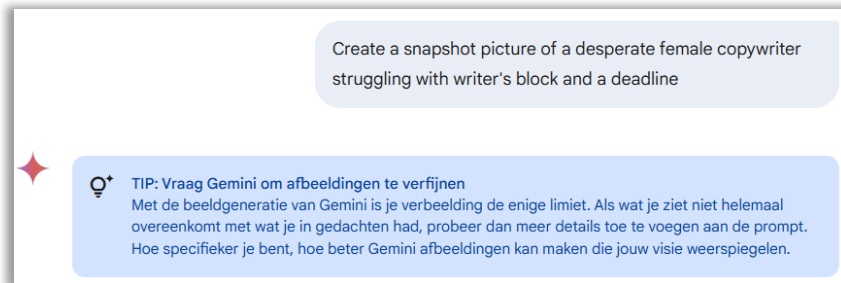 Create a snapshot picture of a desperate female copywriter
struggling with writer's block and a deadline
TIP: Vraag Gemini om afbeeldingen te verfijnen
Met de beeldgeneratie van Gemini is je verbeelding de enige limiet. Als wat je ziet niet helemaal
overeenkomt met wat je in gedachten had, probeer dan meer details toe te voegen aan de prompt.
Hoe specifieker je bent, hoe beter Gemini afbeeldingen kan maken die jouw visie weerspiegelen.